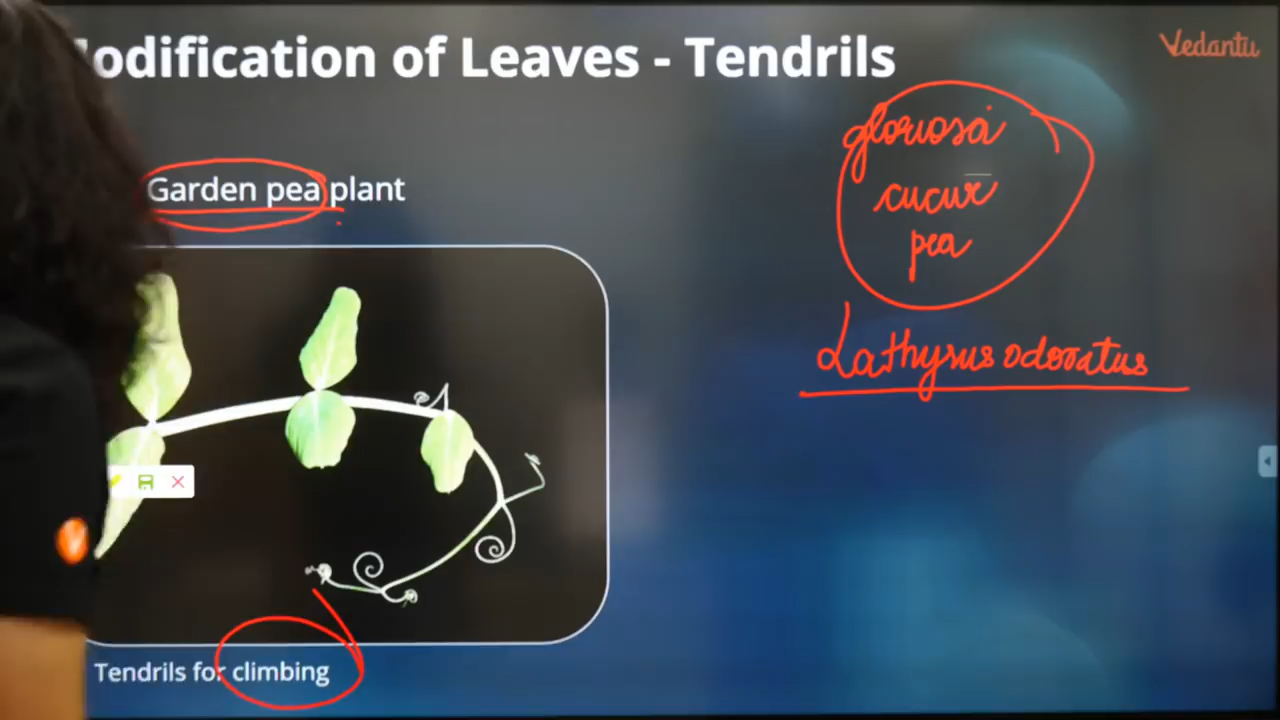 odification of Leaves - Tendrils
Vedantu
gloriosa
Garden pea plant
cucur
pea
Lathyrus odoratus
Tendrils for climbing